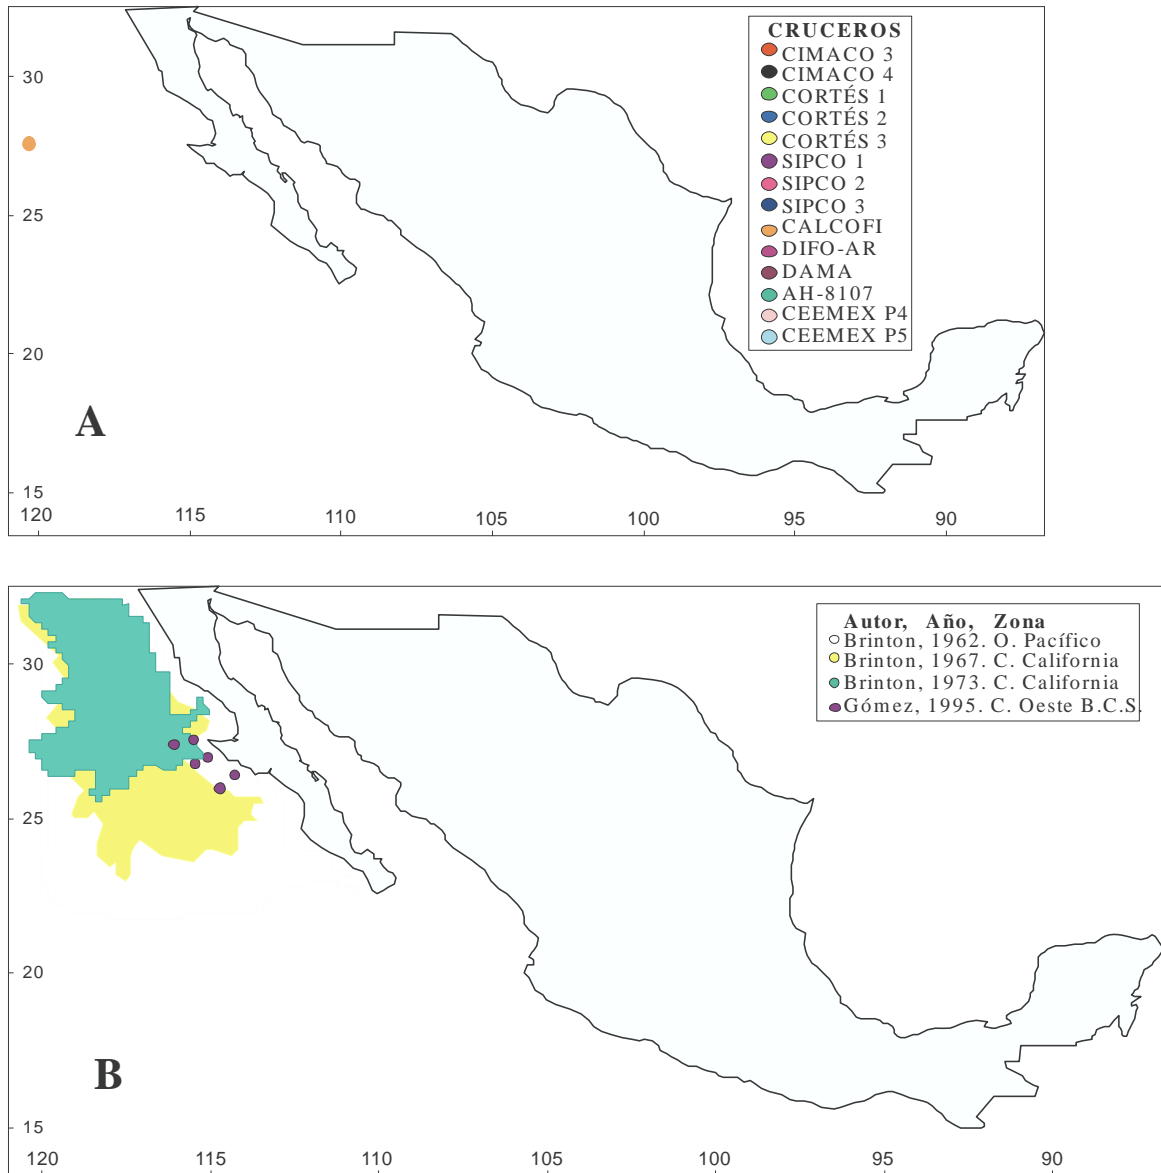 CRUCEROS
CIMACO 3
CIMACO 4
CORTÉS 1
CORTÉS 2
CORTÉS 3
SIPCO 1
SIPCO 2
SIPCO 3
CALCOFI
DIFO-AR
DAMA
AH-8107
CEEMEX P4
CEEMEX P5
30
25
20
15
A
120 115 110 105 100 95 90
Autor, Año, Zona
Brinton, 1962. O. Pacífico
Brinton, 1967. C. California
Brinton, 1973. C. California
Gómez, 1995. C. Oeste B.C.S.
30
25
20
15
B
120 115 110 105 100 95 90